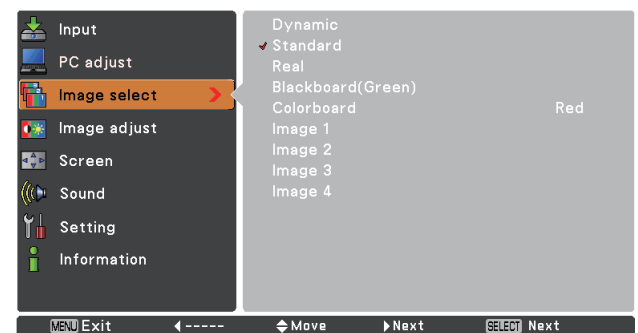 Input
PC adjust
Image select
Image adjust
Screen
Sound
Setting
Information
Dynamic
Standard
Real
Blackboard(Green)
Colorboard Red
Image 1
Image 2
Image 3
Image 4
MENU Exit ----- Move Next SELECT Next